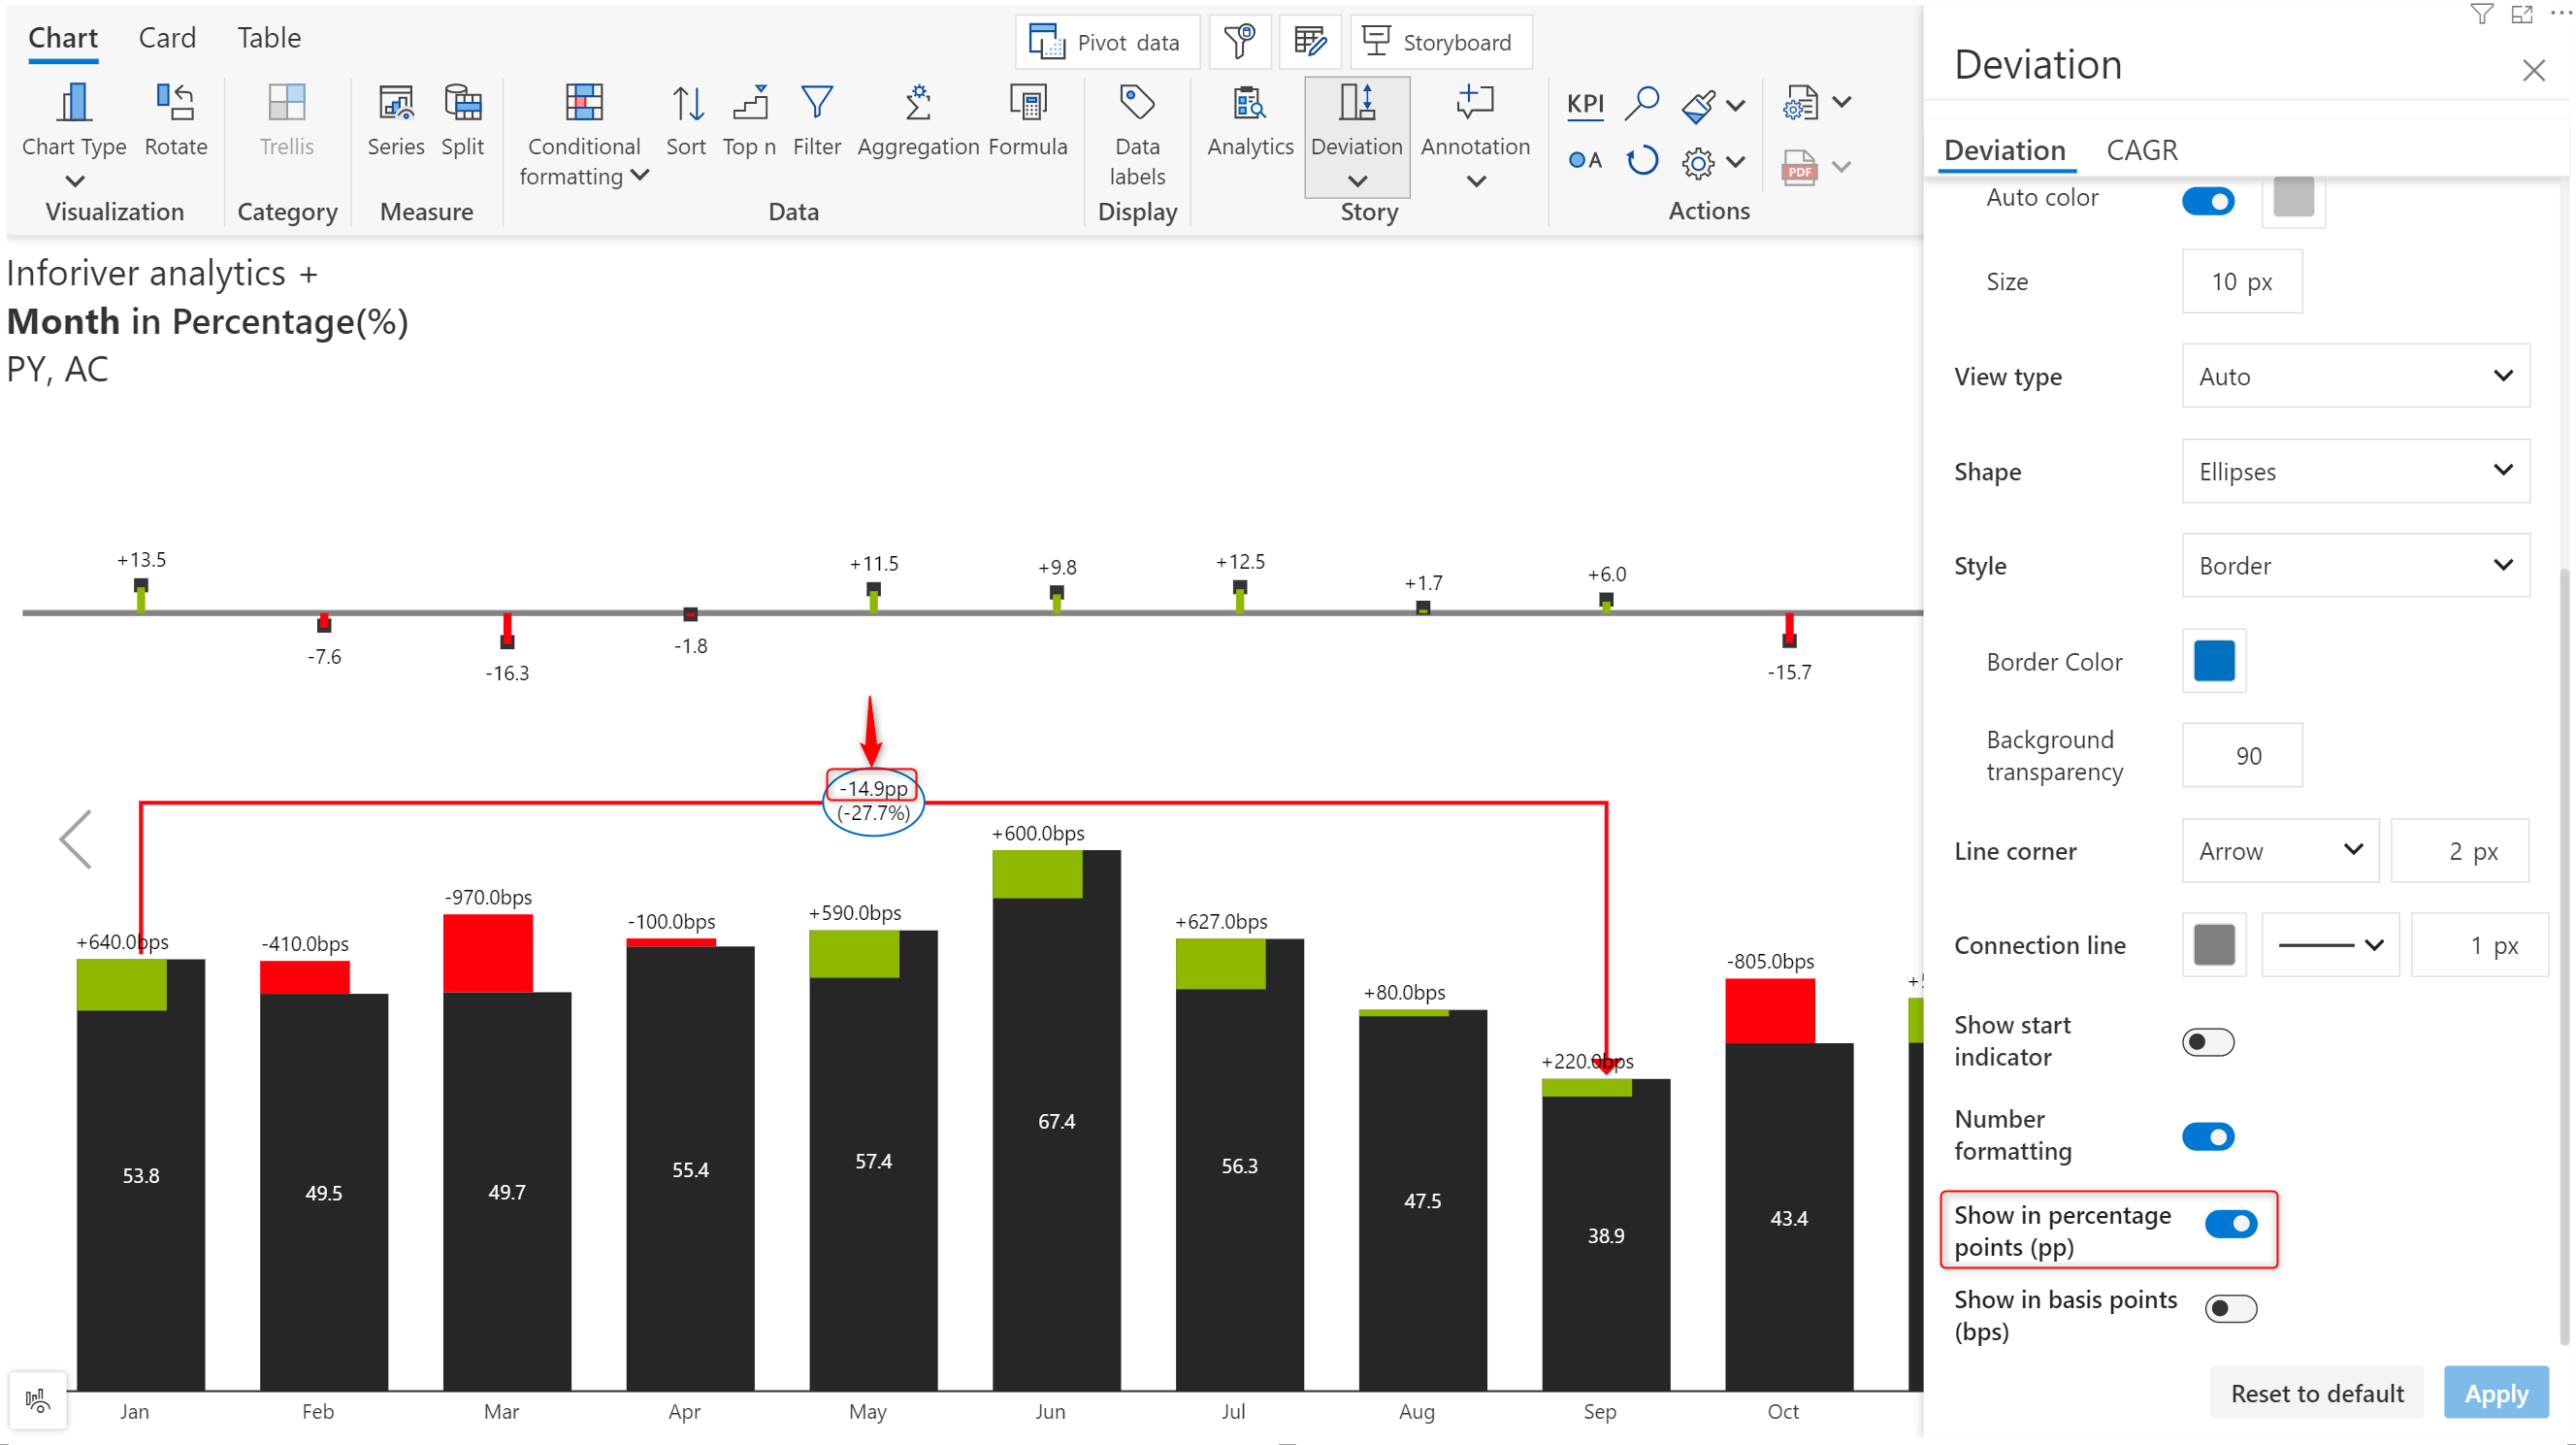 Chart Card Table
Pivot data Storyboard
Chart Type Rotate Trellis Series Split Conditional formatting Sort Top n Filter Aggregation Formula Data labels Analytics Deviation Annotation KPI
A PDF
Visualization Category Measure Data Display Story Actions
Inforiver analytics +
Month in Percentage(%)
PY, AC
+13.5
-7.6
-16.3
-1.8
+11.5
+9.8
+12.5
+1.7
+6.0
-15.7
-14.9pp
(-27.7%)
+640.0bps
-410.0bps
-970.0bps
-100.0bps
+590.0bps
+600.0bps
+627.0bps
+80.0bps
+220.0bps
-805.0bps
53.8
49.5
49.7
55.4
57.4
67.4
56.3
47.5
38.9
43.4
Jan Feb Mar Apr May Jun Jul Aug Sep Oct
Deviation
Deviation CAGR
Auto color
Size 10 px
View type Auto
Shape Ellipses
Style Border
Border Color
Background
transparency 90
Line corner Arrow 2 px
Connection line 1 px
Show start
indicator
Number
formatting
Show in percentage
points (pp)
Show in basis points
(bps)
Reset to default Apply